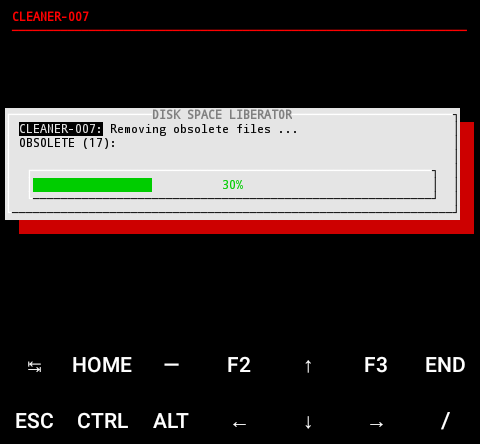 CLEANER-007
DISK SPACE LIBERATOR
CLEANER-007: Removing obsolete files ...
OBSOLETE (17):
30%
↹ HOME — F2 ↑ F3 END
ESC CTRL ALT ← ↓ → /